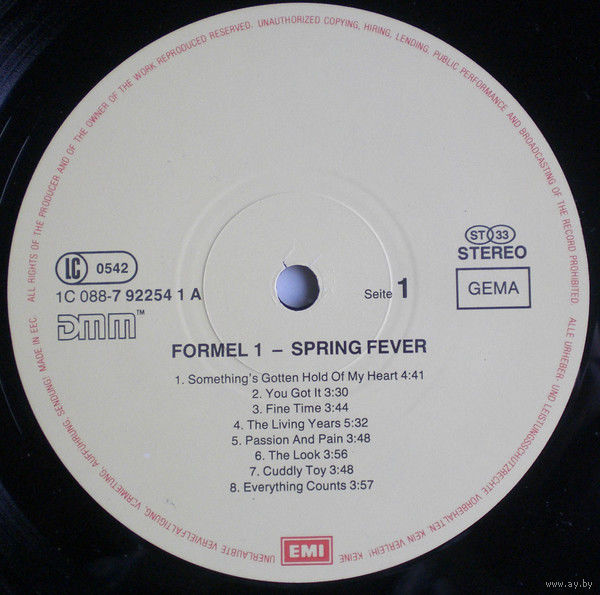 ALL RIGHTS OF THE PRODUCER AND OF THE OWNER OF THE WORK REPRODUCED RESERVED. UNAUTHORIZED COPYING, HIRING, LENDING, PUBLIC PERFORMANCE AND BROADCASTING OF THE RECORD PROHIBITED. ALLE URHEBER- UND LEISTUNGSSCHUTZRECHTE VORBEHALTEN KEIN VERLEIH! KEINE UNERLAUBTE VERVIELFÄLTIGUNG, VERMIETUNG, AUFFÜHRUNG, SENDUNG! MADE IN EEC.
LC 0542
1C 088-7 92254 1 A
DMM™
Seite 1
ST 33
STEREO
GEMA
FORMEL 1 – SPRING FEVER
1. Something's Gotten Hold Of My Heart 4:41
2. You Got It 3:30
3. Fine Time 3:44
4. The Living Years 5:32
5. Passion And Pain 3:48
6. The Look 3:56
7. Cuddly Toy 3:48
8. Everything Counts 3:57
EMI
www.ay.by